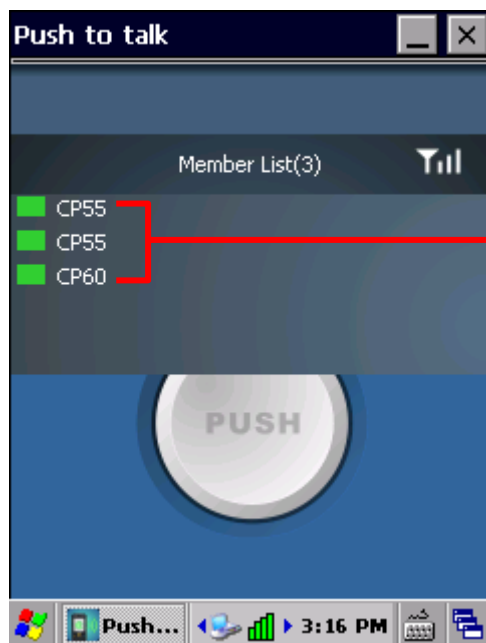 Push to talk
Member List(3)
CP55
CP55
CP60
PUSH
Push... 3:16 PM